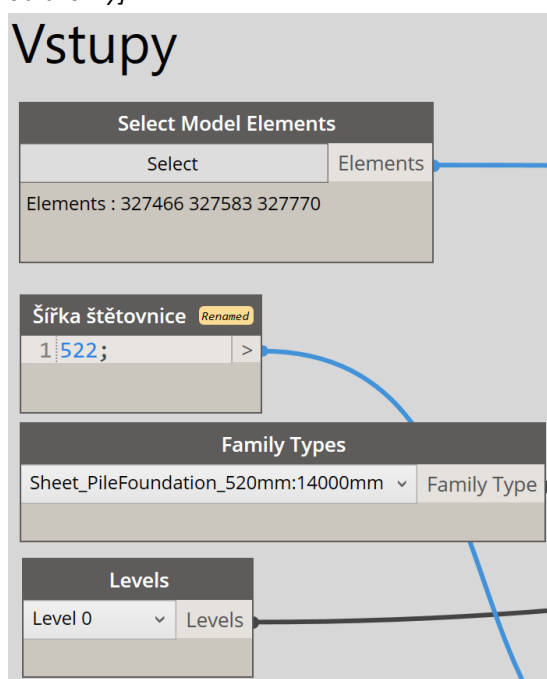 Vstupy
Select Model Elements
Select Elements
Elements : 327466 327583 327770
Šířka štětovnice Renamed
1 522; >
Family Types
Sheet_PileFoundation_520mm:14000mm Family Type
Levels
Level 0 Levels